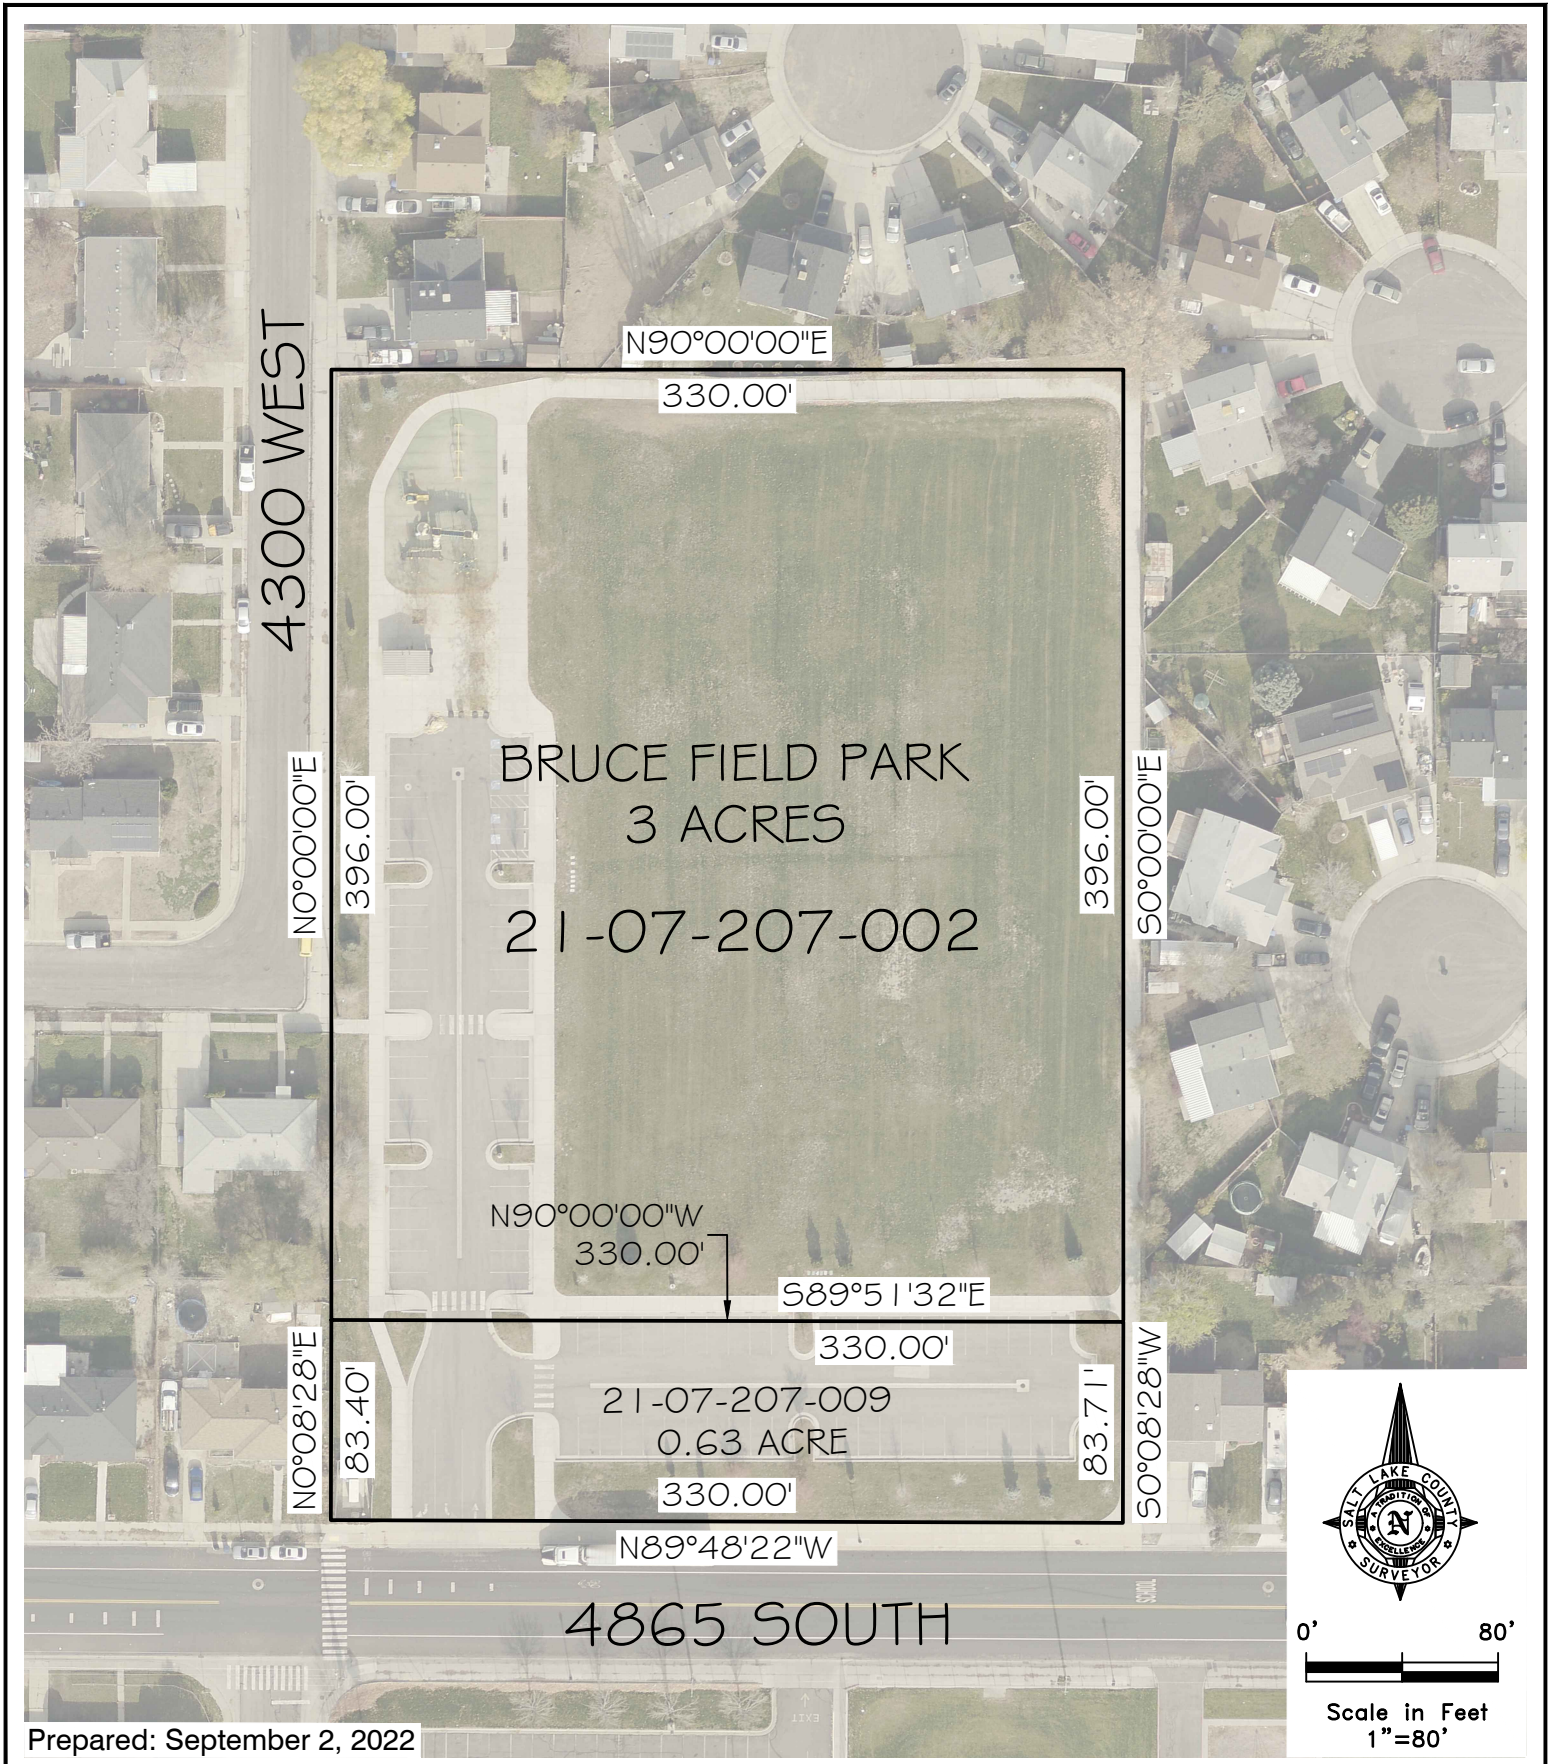 4300 WEST
N90°00'00"E
330.00'
N0°00'00"E
396.00'
BRUCE FIELD PARK
3 ACRES
21-07-207-002
396.00'
S0°00'00"E
N90°00'00"W
330.00'
S89°51'32"E
330.00'
N0°08'28"E
83.40'
21-07-207-009
0.63 ACRE
83.71'
S0°08'28"W
330.00'
N89°48'22"W
4865 SOUTH
SCHOOL
EXIT
SALT LAKE COUNTY
A TRADITION OF
N
EXCELLENCE
SURVEYOR
0' 80'
Scale in Feet
1"=80'
Prepared: September 2, 2022